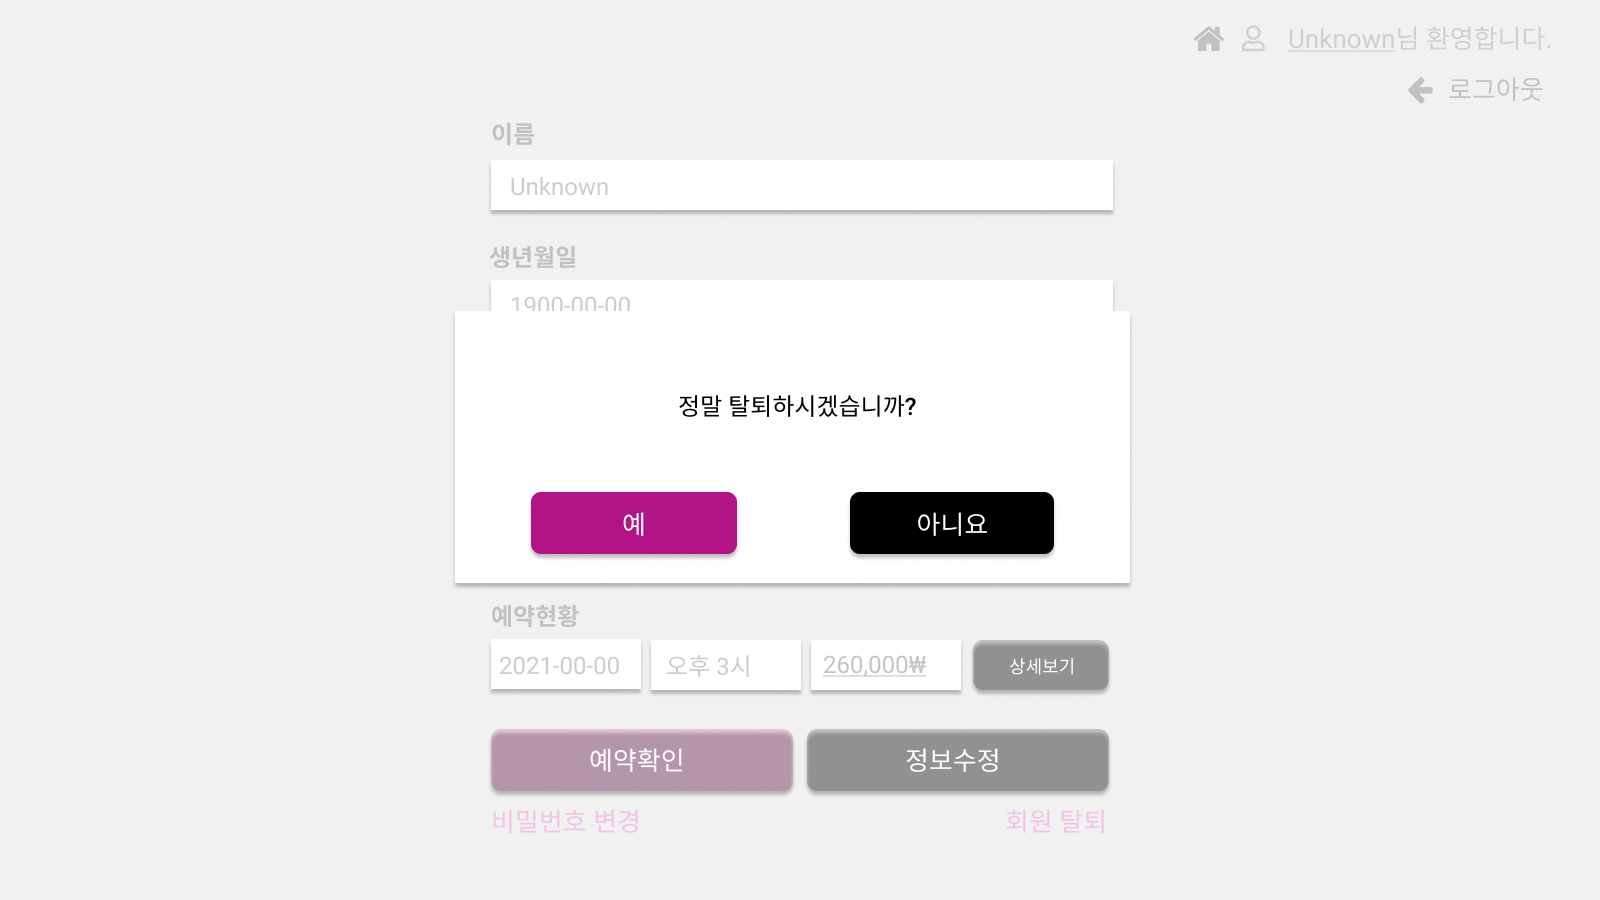 Unknown님 환영합니다.
로그아웃
이름
Unknown
생년월일
1900-00-00
정말 탈퇴하시겠습니까?
예
아니요
예약현황
2021-00-00
오후 3시
260,000₩
상세보기
예약확인
정보수정
비밀번호 변경
회원 탈퇴